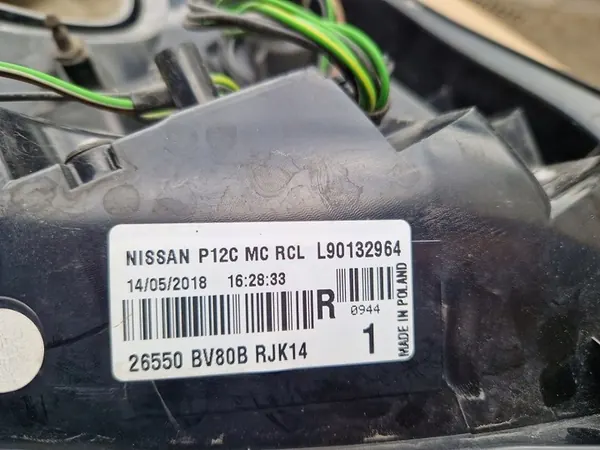 NISSAN P12C MC RCL L90132964
14/05/2018 16:28:33
R
0944
26550 BV80B RJK14
1
MADE IN POLAND